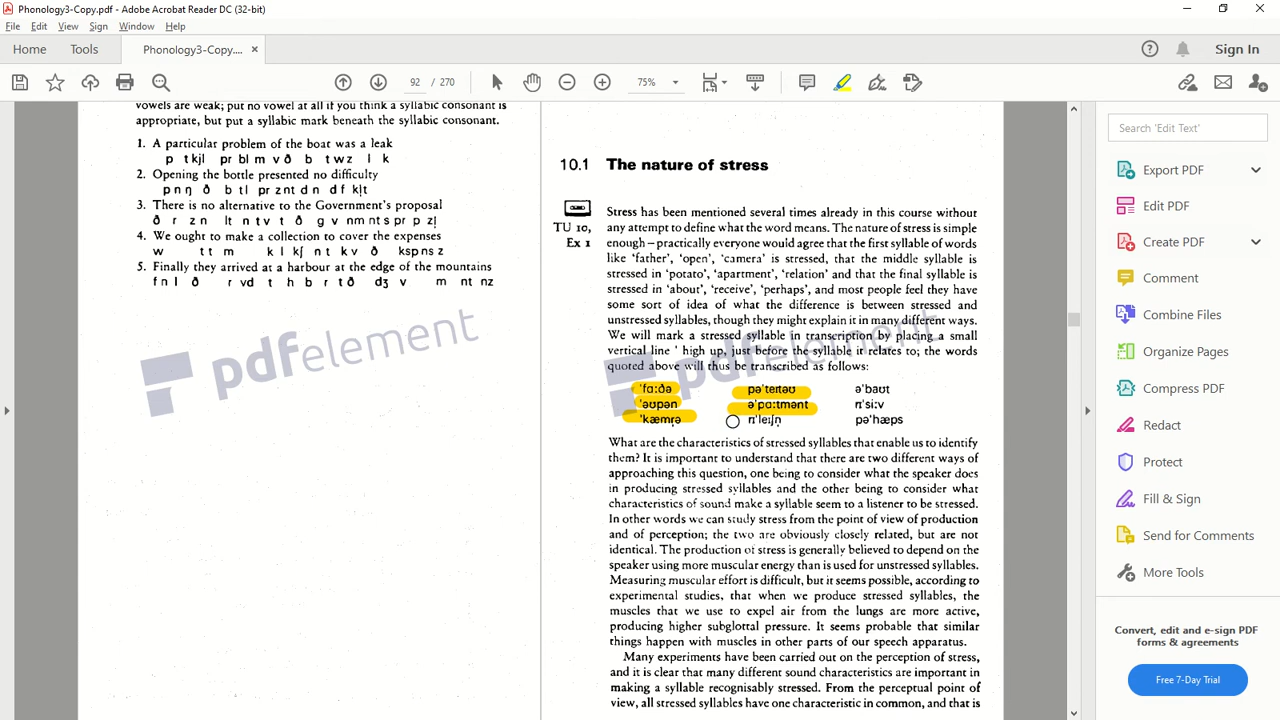 Phonology3-Copy.pdf - Adobe Acrobat Reader DC (32-bit)
File Edit View Sign Window Help
Home Tools Phonology3-Copy.... × Sign In
92 / 270 75%
vowels are weak; put no vowel at all if you think a syllabic consonant is
appropriate, but put a syllabic mark beneath the syllabic consonant.
1. A particular problem of the boat was a leak
p tkjl pr blm v ð b t w z l k
2. Opening the bottle presented no difficulty
p n ŋ ð b tl pr znt d n d f kḷt
3. There is no alternative to the Government's proposal
ð r z n lt n t v t ð g v nm nt s pr p zḷ
4. We ought to make a collection to cover the expenses
w t t m k l k ʃ n t k v ð ksp ns z
5. Finally they arrived at a harbour at the edge of the mountains
f n l ð r vd t h b r t ð dʒ v m nt nz
pdfelement
10.1 The nature of stress
TU 10,
Ex 1
Stress has been mentioned several times already in this course without
any attempt to define what the word means. The nature of stress is simple
enough – practically everyone would agree that the first syllable of words
like 'father', 'open', 'camera' is stressed, that the middle syllable is
stressed in 'potato', 'apartment', 'relation' and that the final syllable is
stressed in 'about', 'receive', 'perhaps', and most people feel they have
some sort of idea of what the difference is between stressed and
unstressed syllables, though they might explain it in many different ways.
We will mark a stressed syllable in transcription by placing a small
vertical line ˈ high up, just before the syllable it relates to; the words
quoted above will thus be transcribed as follows:
ˈfɑːðə pəˈteɪtəʊ əˈbaʊt
ˈəʊpən əˈpɑːtmənt rɪˈsiːv
ˈkæmr̩ə rɪˈleɪʃn̩ pəˈhæps
pdfelement
What are the characteristics of stressed syllables that enable us to identify
them? It is important to understand that there are two different ways of
approaching this question, one being to consider what the speaker does
in producing stressed syllables and the other being to consider what
characteristics of sound make a syllable seem to a listener to be stressed.
In other words we can study stress from the point of view of production
and of perception; the two are obviously closely related, but are not
identical. The production of stress is generally believed to depend on the
speaker using more muscular energy than is used for unstressed syllables.
Measuring muscular effort is difficult, but it seems possible, according to
experimental studies, that when we produce stressed syllables, the
muscles that we use to expel air from the lungs are more active,
producing higher subglottal pressure. It seems probable that similar
things happen with muscles in other parts of our speech apparatus.
Many experiments have been carried out on the perception of stress,
and it is clear that many different sound characteristics are important in
making a syllable recognisably stressed. From the perceptual point of
view, all stressed syllables have one characteristic in common, and that is
Search 'Edit Text'
Export PDF
Edit PDF
Create PDF
Comment
Combine Files
Organize Pages
Compress PDF
Redact
Protect
Fill & Sign
Send for Comments
More Tools
Convert, edit and e-sign PDF
forms & agreements
Free 7-Day Trial